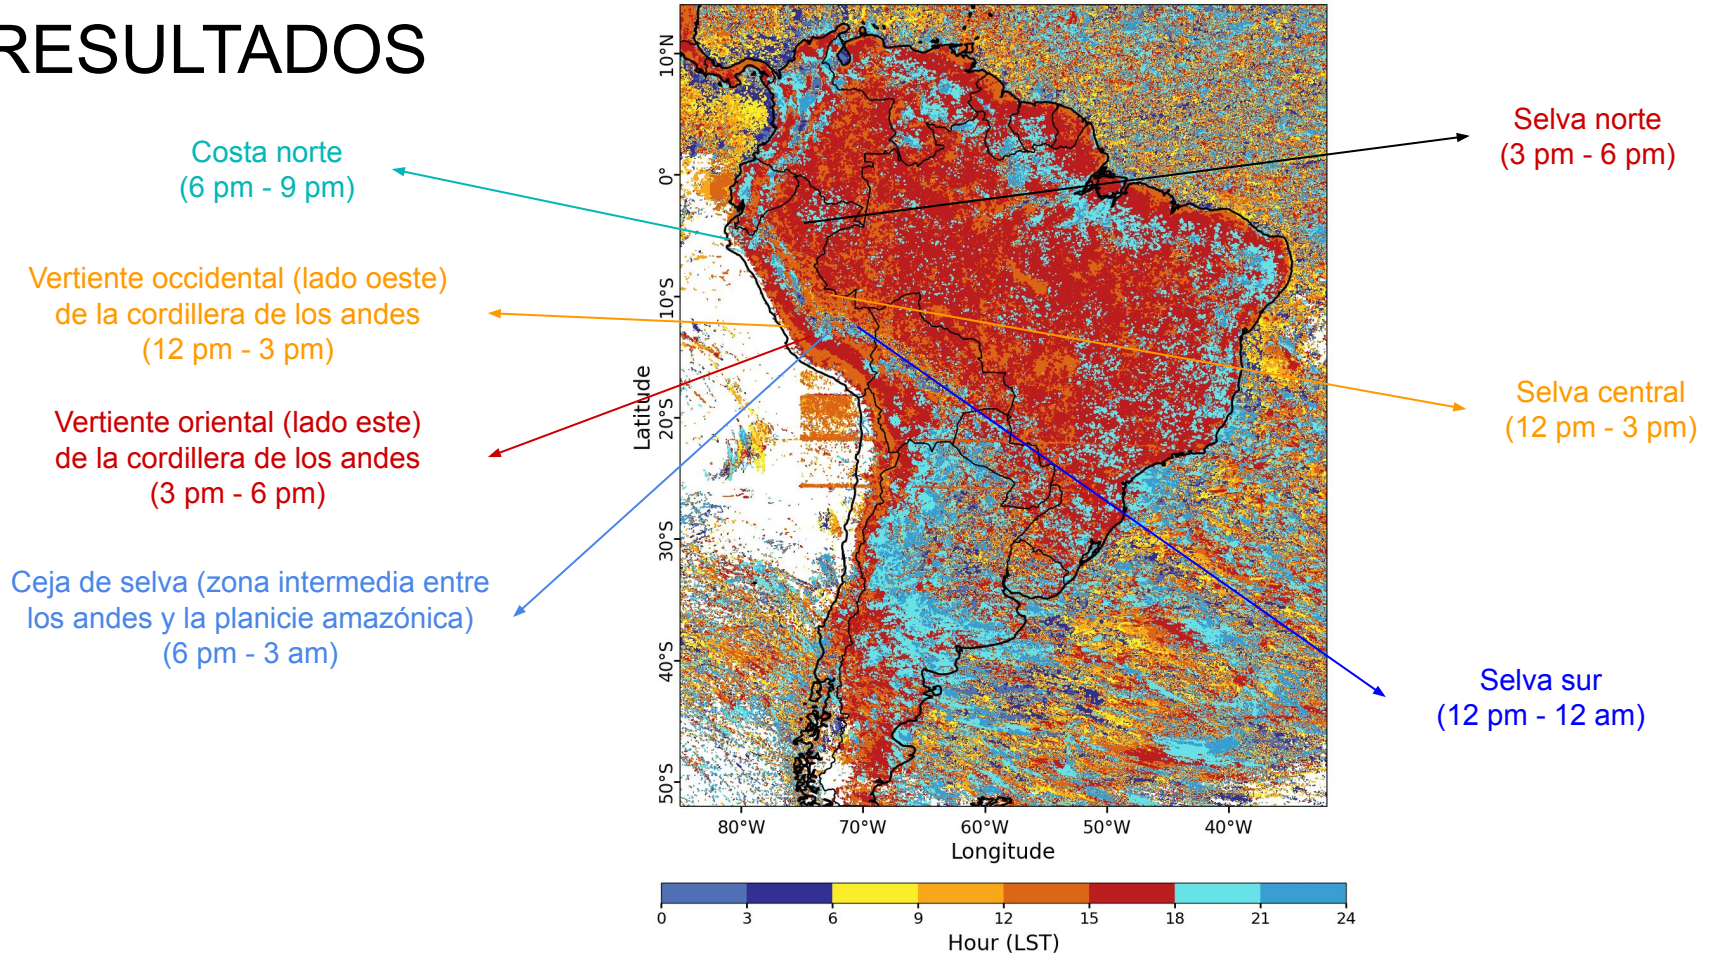 RESULTADOS
Costa norte
(6 pm - 9 pm)
Vertiente occidental (lado oeste)
de la cordillera de los andes
(12 pm - 3 pm)
Vertiente oriental (lado este)
de la cordillera de los andes
(3 pm - 6 pm)
Ceja de selva (zona intermedia entre
los andes y la planicie amazónica)
(6 pm - 3 am)
Latitude
10°N
0°
10°S
20°S
30°S
40°S
50°S
80°W 70°W 60°W 50°W 40°W
Longitude
0 3 6 9 12 15 18 21 24
Hour (LST)
Selva norte
(3 pm - 6 pm)
Selva central
(12 pm - 3 pm)
Selva sur
(12 pm - 12 am)